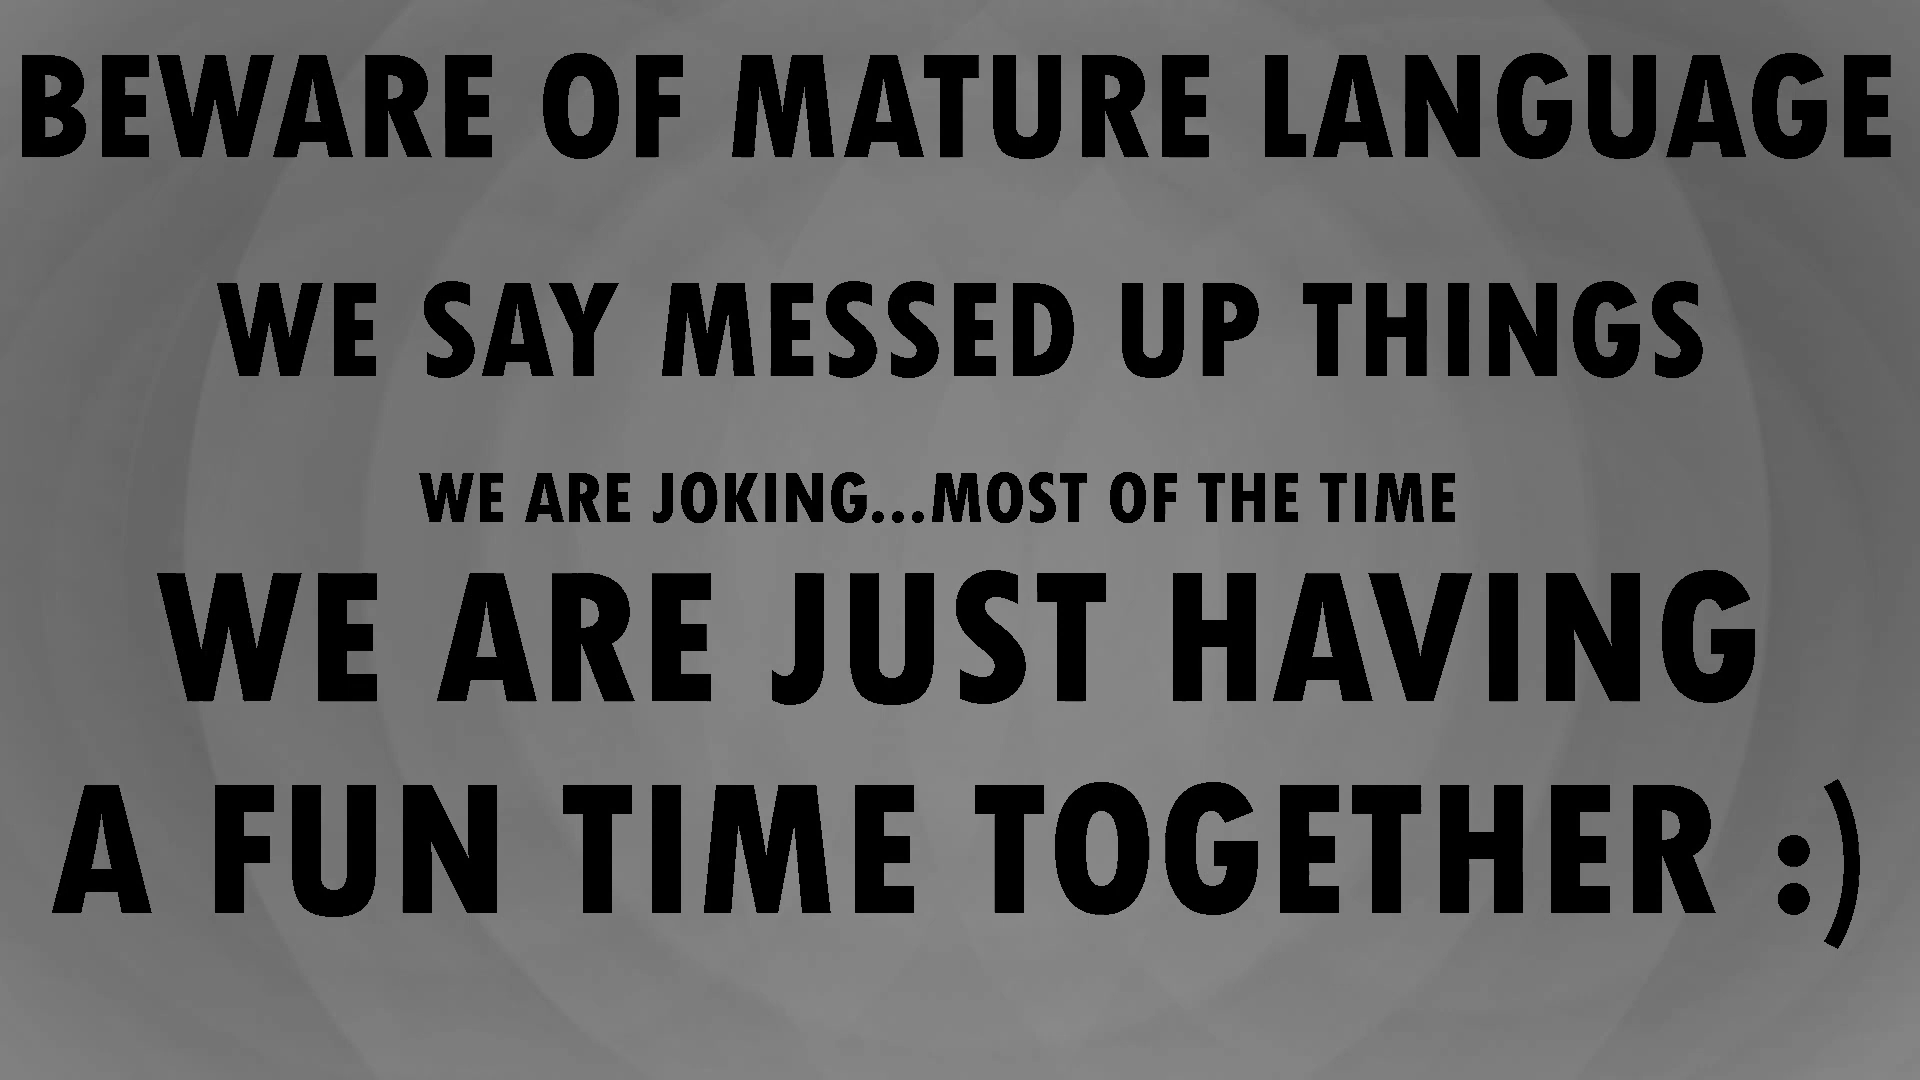 BEWARE OF MATURE LANGUAGE
WE SAY MESSED UP THINGS
WE ARE JOKING...MOST OF THE TIME
WE ARE JUST HAVING
A FUN TIME TOGETHER :)